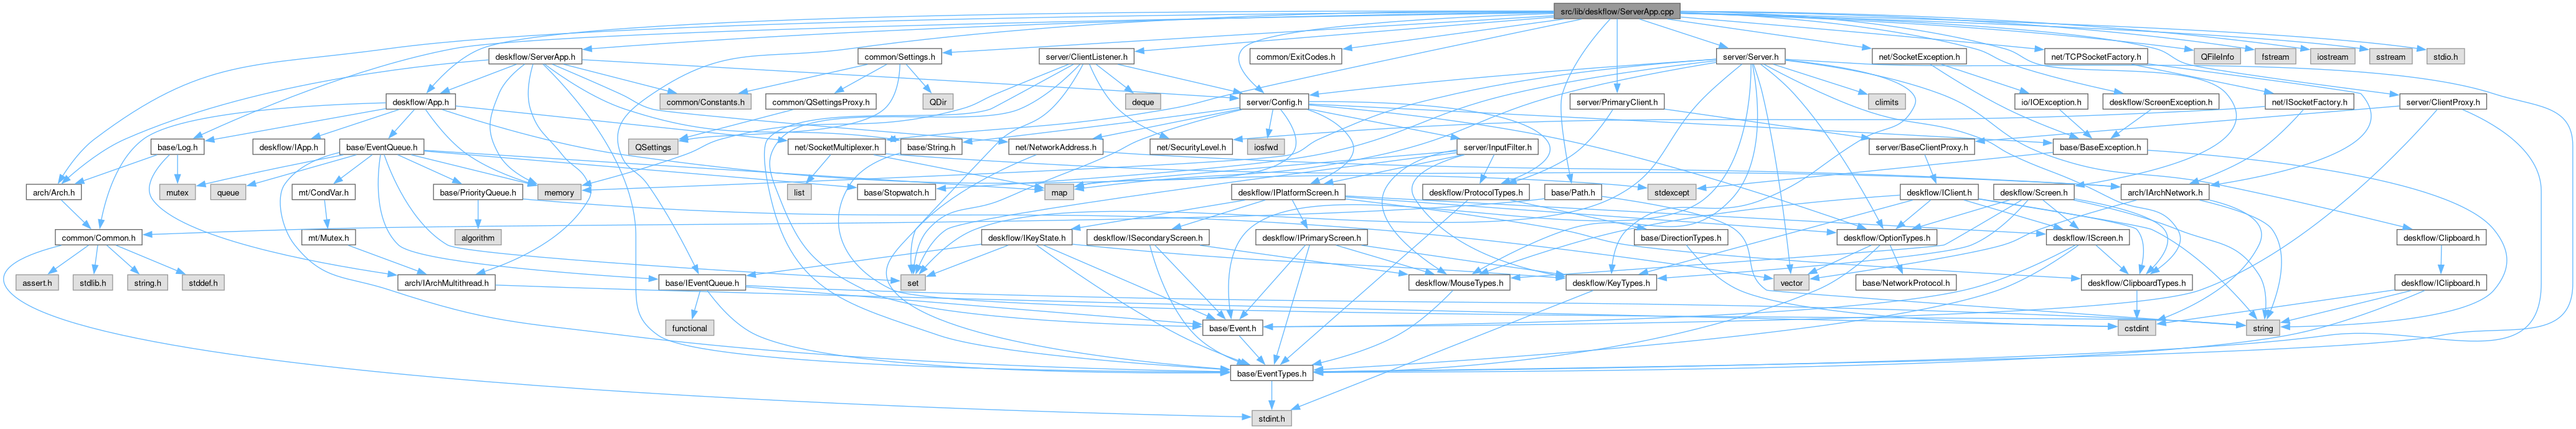 src/lib/deskflow/ServerApp.cpp
deskflow/ServerApp.h
common/Settings.h
server/ClientListener.h
common/ExitCodes.h
server/Server.h
net/SocketException.h
net/TCPSocketFactory.h
QFileInfo
fstream
iostream
sstream
stdio.h
deskflow/App.h
common/Constants.h
common/QSettingsProxy.h
QDir
deque
server/Config.h
server/PrimaryClient.h
climits
io/IOException.h
deskflow/ScreenException.h
net/ISocketFactory.h
server/ClientProxy.h
base/Log.h
deskflow/IApp.h
base/EventQueue.h
QSettings
net/SocketMultiplexer.h
base/String.h
net/NetworkAddress.h
net/SecurityLevel.h
iosfwd
server/InputFilter.h
server/BaseClientProxy.h
base/BaseException.h
arch/Arch.h
mutex
queue
mt/CondVar.h
base/PriorityQueue.h
memory
list
base/Stopwatch.h
map
stdexcept
deskflow/IPlatformScreen.h
deskflow/ProtocolTypes.h
base/Path.h
deskflow/IClient.h
deskflow/Screen.h
arch/IArchNetwork.h
common/Common.h
mt/Mutex.h
algorithm
deskflow/IKeyState.h
deskflow/ISecondaryScreen.h
deskflow/IPrimaryScreen.h
base/DirectionTypes.h
deskflow/OptionTypes.h
deskflow/IScreen.h
deskflow/Clipboard.h
assert.h
stdlib.h
string.h
stddef.h
arch/IArchMultithread.h
base/IEventQueue.h
set
deskflow/MouseTypes.h
deskflow/KeyTypes.h
vector
base/NetworkProtocol.h
deskflow/ClipboardTypes.h
deskflow/IClipboard.h
functional
base/Event.h
cstdint
string
base/EventTypes.h
stdint.h